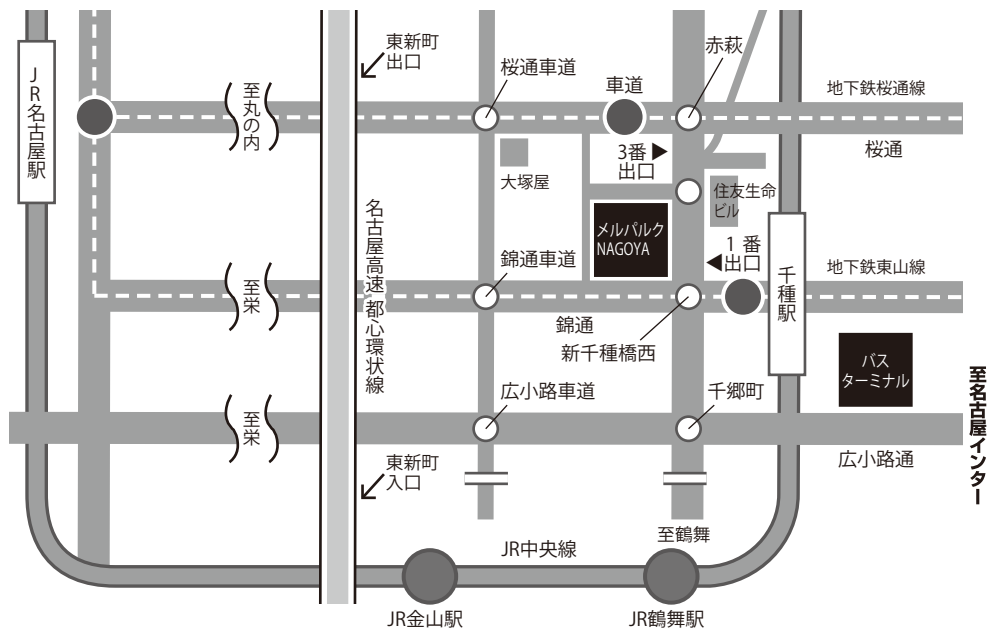 東新町
出口
赤萩
JR名古屋駅
至丸の内
桜通車道
車道
地下鉄桜通線
桜通
3番
出口
大塚屋
住友生命
ビル
メルパルク
NAGOYA
名古屋高速 都心環状線
1 番
出口
錦通車道
至栄
地下鉄東山線
千種駅
錦通
新千種橋西
バス
ターミナル
至名古屋インター
広小路車道
千郷町
至栄
広小路通
東新町
入口
至鶴舞
JR中央線
JR金山駅
JR鶴舞駅